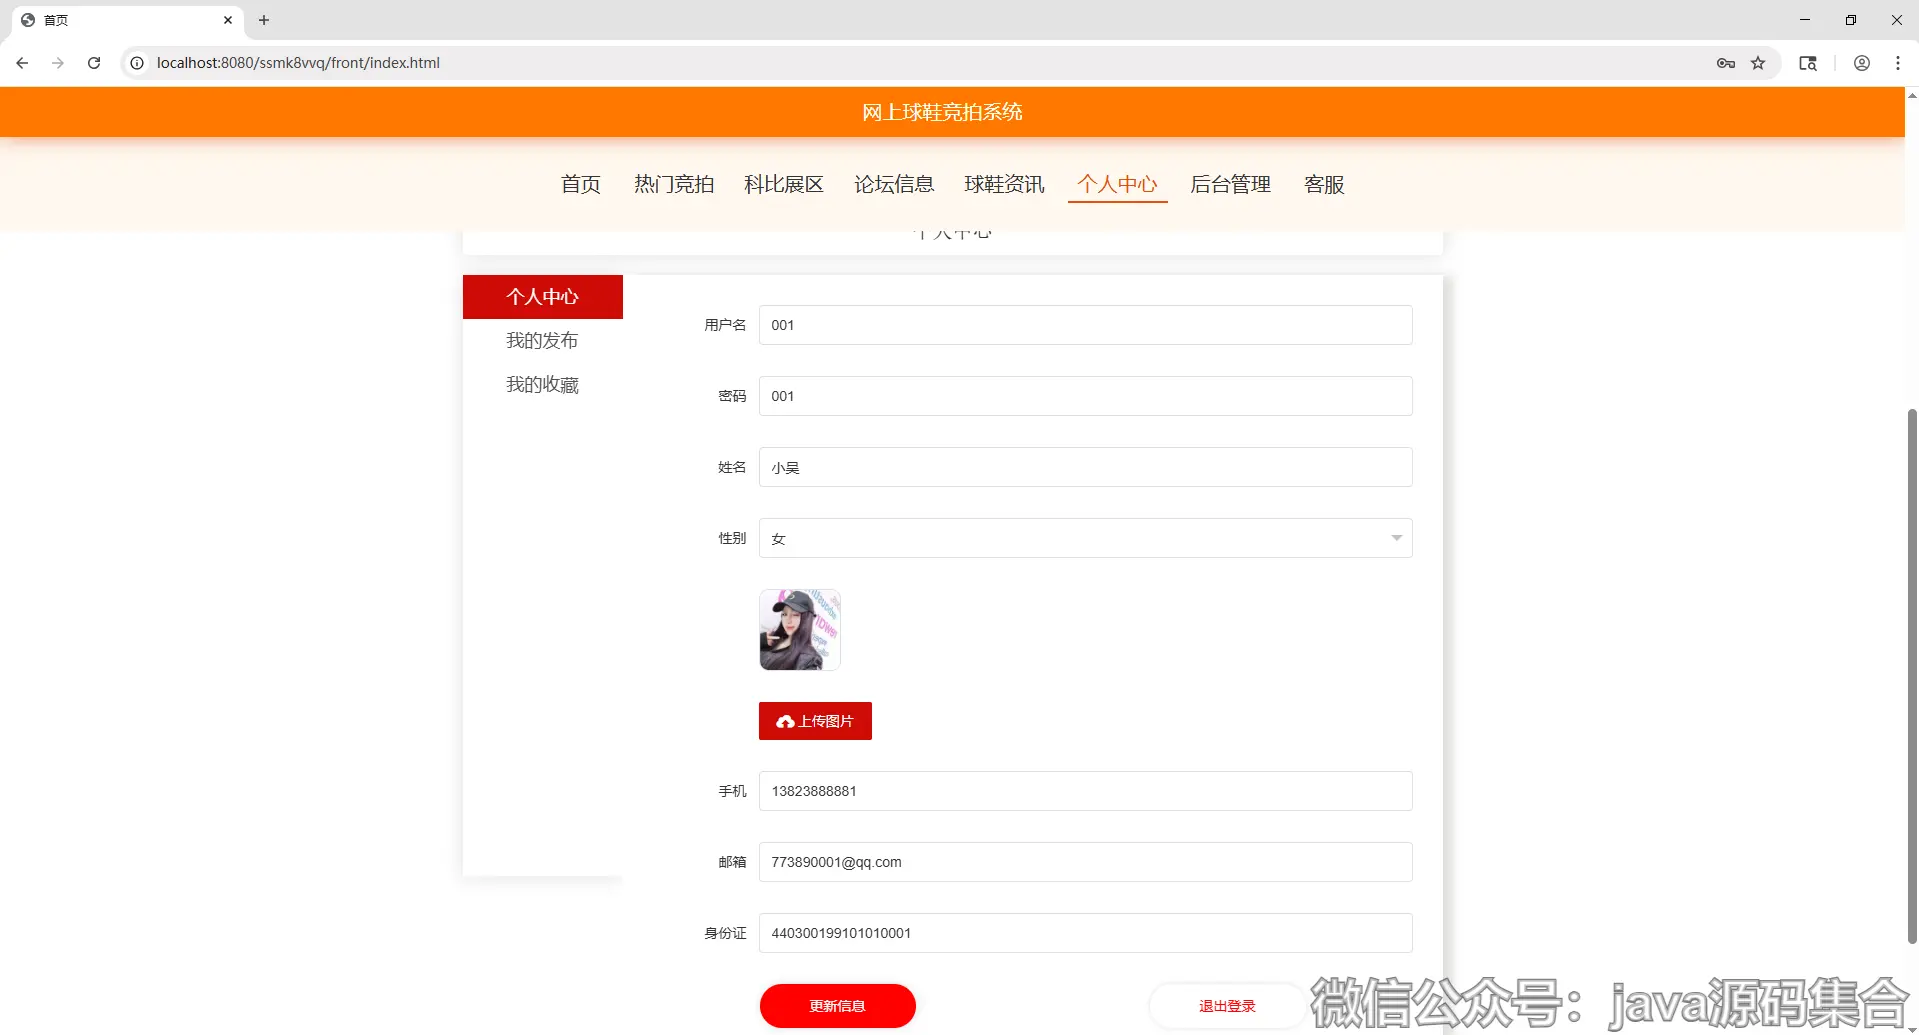 首页
localhost:8080/ssmk8vvq/front/index.html
网上球鞋竞拍系统
首页 热门竞拍 科比展区 论坛信息 球鞋资讯 个人中心 后台管理 客服
个人中心
个人中心
我的发布
我的收藏
用户名 001
密码 001
姓名 小吴
性别 女
上传图片
手机 13823888881
邮箱 773890001@qq.com
身份证 440300199101010001
更新信息 退出登录
微信公众号：java源码集合